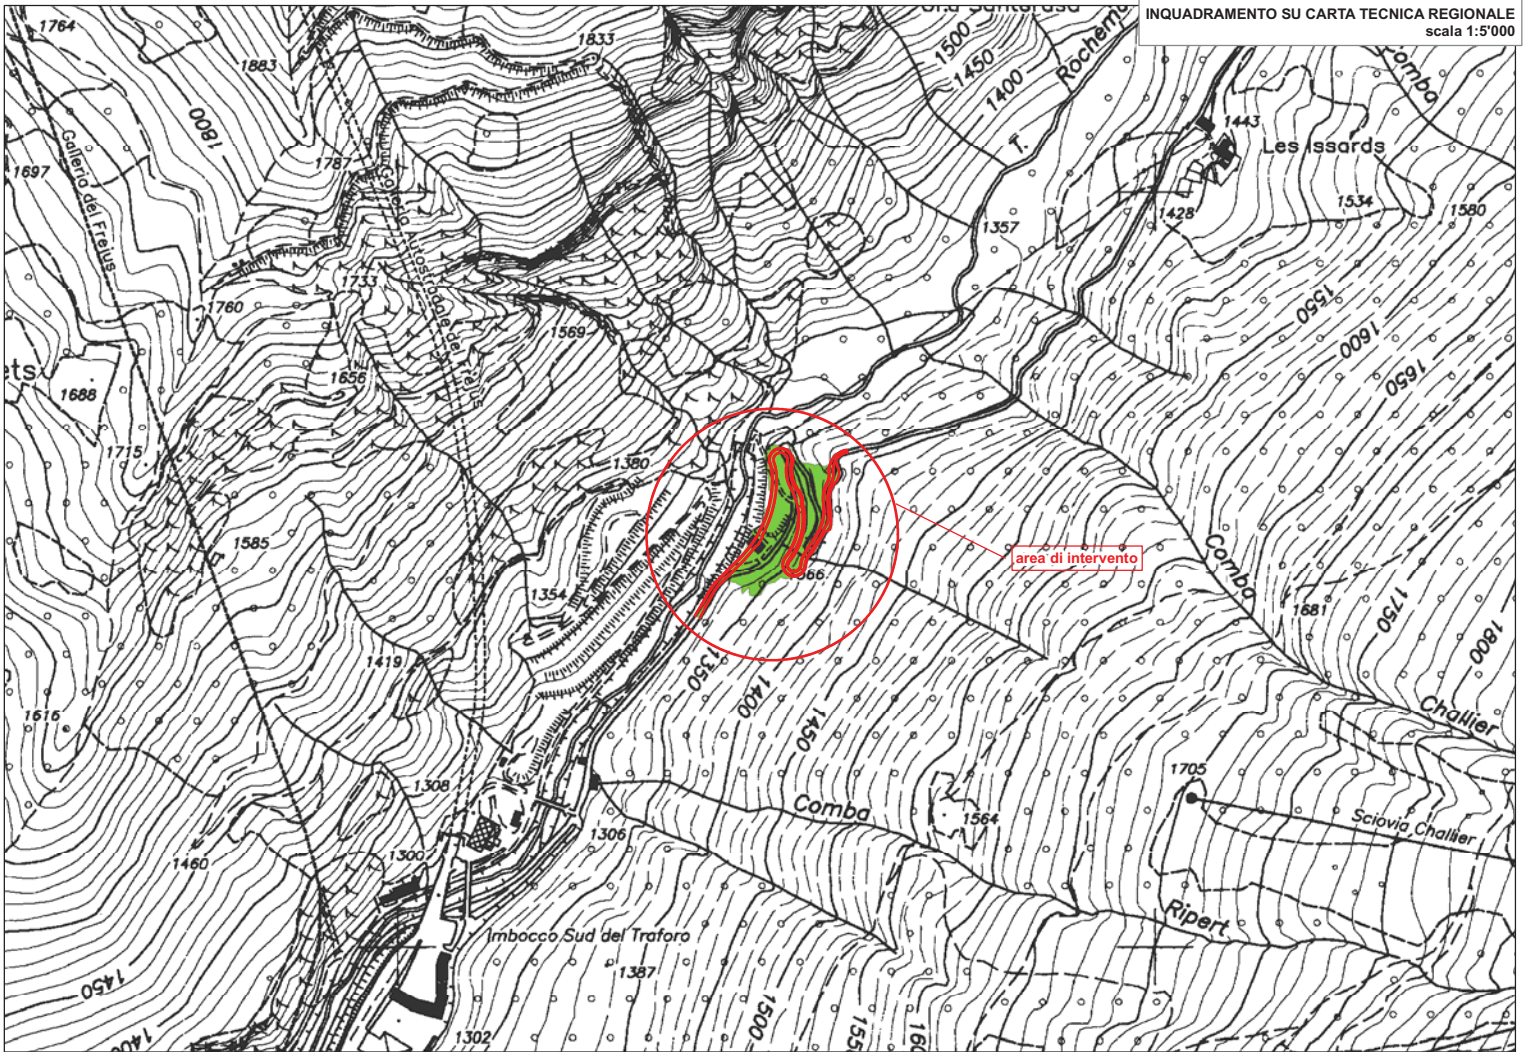 INQUADRAMENTO SU CARTA TECNICA REGIONALE
scala 1:5'000
1764
1833
1883
1500
1450
1400
T.
Rochemo
Comba
1443
Les Issards
1800
Galleria del Frejus
1697
1787
Galleria Autostradale del Frejus
1357
1428
1534
1580
1733
1760
1569
1550
1600
1650
ets
1688
1656
1715
1380
1585
area di intervento
1354
Comba
1681
1750
1800
1419
1350
1400
1450
1616
Challier
1705
1308
Comba
1564
Sciovia Challier
1306
1300
1460
Ripert
Imbocco Sud del Traforo
1387
1450
1500
1302